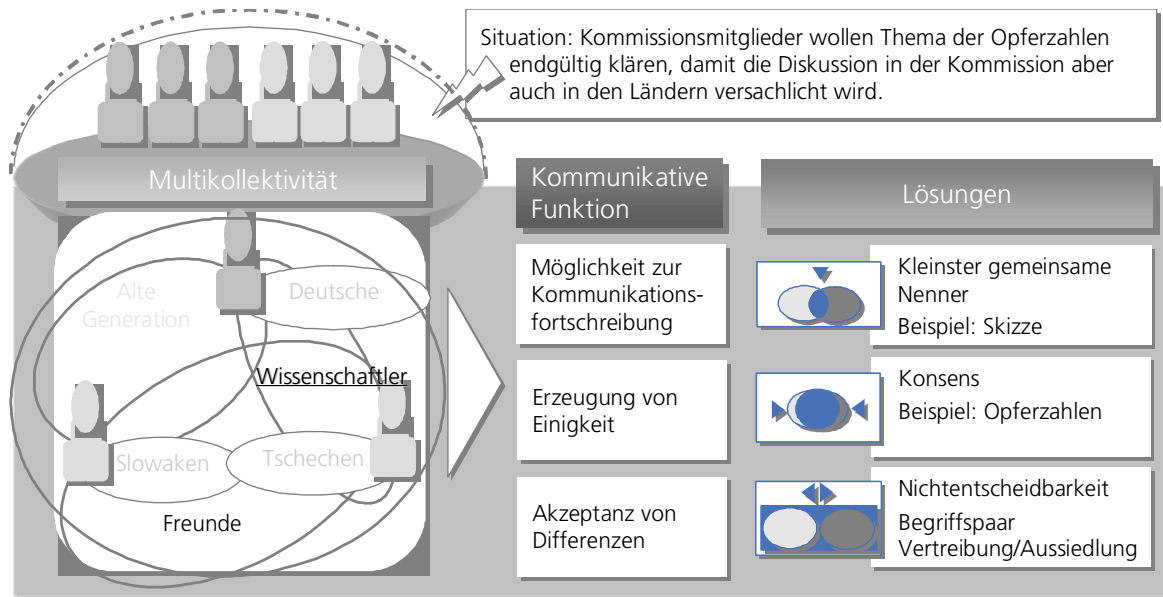 Situation: Kommissionsmitglieder wollen Thema der Opferzahlen
endgültig klären, damit die Diskussion in der Kommission aber
auch in den Ländern versachlicht wird.
Multikollektivität
Alte
Generation
Deutsche
Wissenschaftler
Slowaken
Tschechen
Freunde
Kommunikative
Funktion
Lösungen
Möglichkeit zur
Kommunikations-
fortschreibung
Kleinster gemeinsame
Nenner
Beispiel: Skizze
Erzeugung von
Einigkeit
Konsens
Beispiel: Opferzahlen
Akzeptanz von
Differenzen
Nichtentscheidbarkeit
Begriffspaar
Vertreibung/Aussiedlung